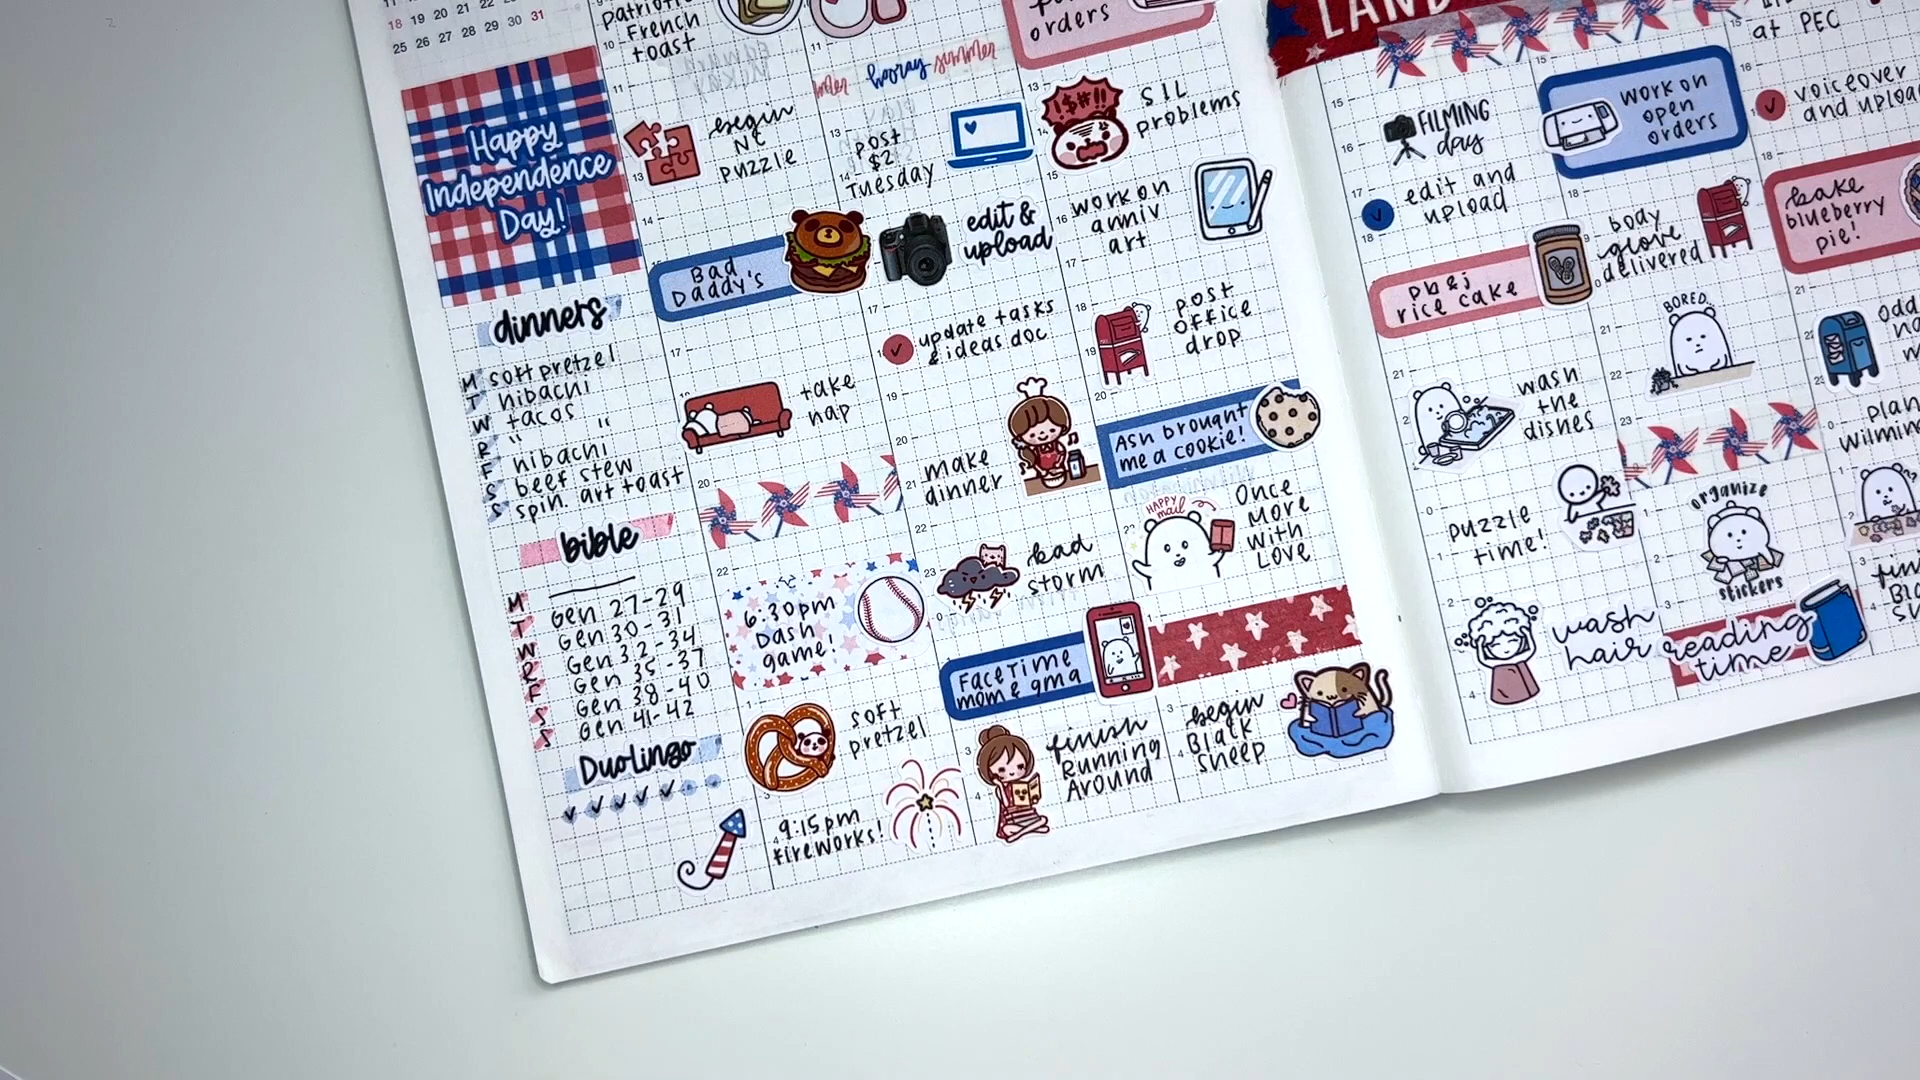 18 19 20 21 22 23 24
25 26 27 28 29 30 31
Happy
Independence
Day!
dinners
M soft pretzel
T hibachi
W tacos
R " "
F hibachi
S beef stew
S spin. art toast
bible
M
T Gen 27-29
W Gen 30-31
R Gen 32-34
F Gen 35-37
S Gen 38-40
S Gen 41-42
Duolingo
patriotic
French
toast
begin
NC
puzzle
Bad
Daddy's
take
nap
6:30pm
Dash
game!
soft
pretzel
9:15pm
fireworks!
hooray summer
post
$2
Tuesday
edit &
upload
update tasks
& ideas doc
make
dinner
bad
storm
FaceTime
mom & gma
finish
Running
Around
orders
!$#!!
SIL
problems
work on
anniv
art
post
office
drop
Ash brought
me a cookie!
HAPPY
mail
Once
More
with
Love
begin
Black
Sheep
LAND
FILMING
day
edit and
upload
pb & j
rice cake
wash
the
dishes
puzzle
time!
wash
hair
work on
open
orders
body
glove
delivered
BORED...
organize
stickers
reading
time
at PEC
voiceover
and upload
bake
blueberry
pie!
plan